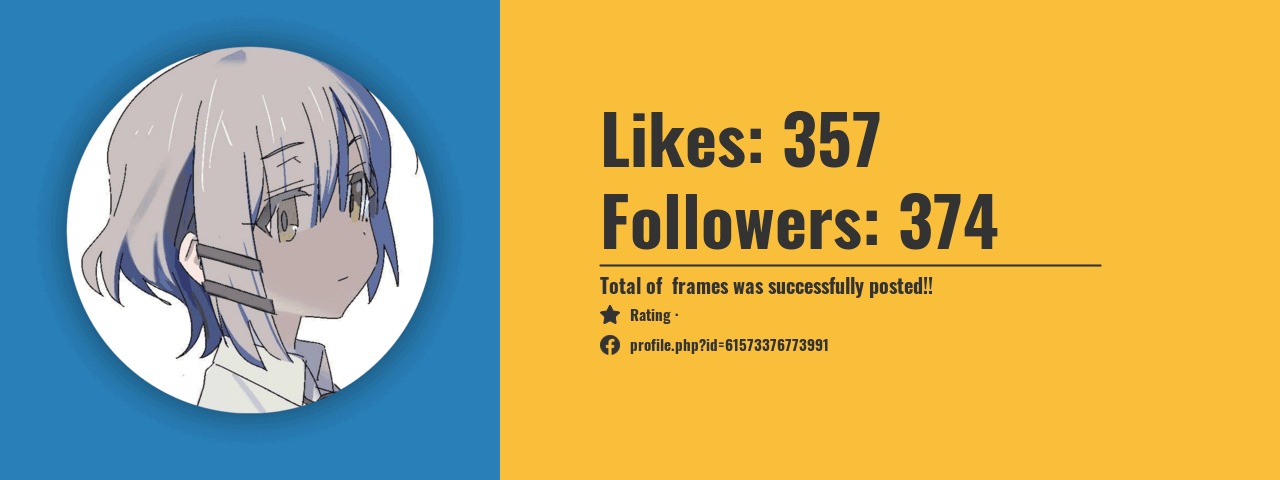 Likes: 357
Followers: 374
Total of  frames was successfully posted!!
Rating ·
profile.php?id=61573376773991